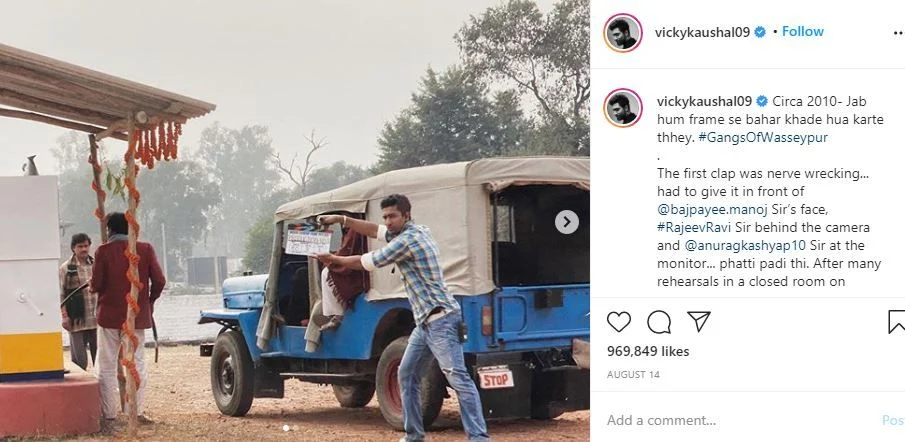 vickykaushal09 • Follow
vickykaushal09 Circa 2010- Jab
hum frame se bahar khade hua karte
thhey. #GangsOfWasseypur
.
The first clap was nerve wrecking...
had to give it in front of
@bajpayee.manoj Sir's face,
#RajeevRavi Sir behind the camera
and @anuragkashyap10 Sir at the
monitor... phatti padi thi. After many
rehearsals in a closed room on
969,849 likes
AUGUST 14
Add a comment...
Pos
STOP